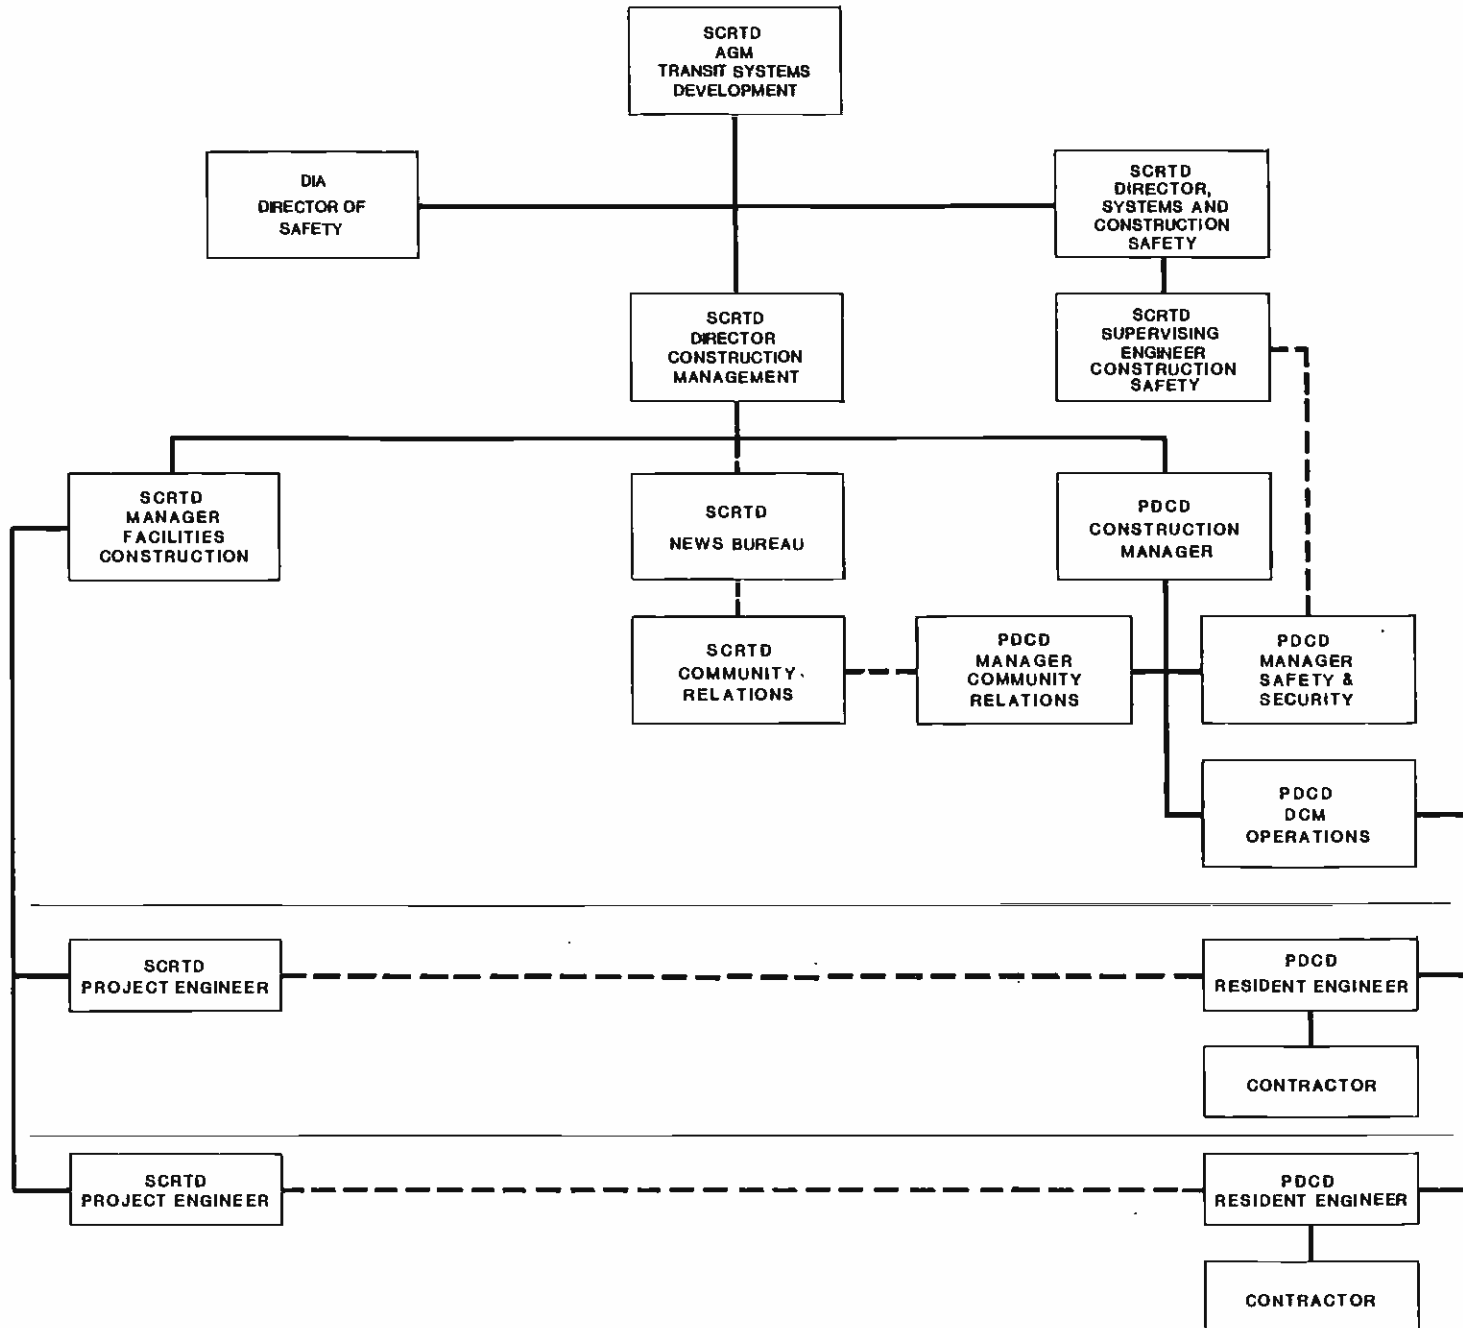 SCRTD
AGM
TRANSIT SYSTEMS
DEVELOPMENT
DIA
DIRECTOR OF
SAFETY
SCRTD
DIRECTOR,
SYSTEMS AND
CONSTRUCTION
SAFETY
SCRTD
DIRECTOR
CONSTRUCTION
MANAGEMENT
SCRTD
SUPERVISING
ENGINEER
CONSTRUCTION
SAFETY
SCRTD
MANAGER
FACILITIES
CONSTRUCTION
SCRTD
NEWS BUREAU
PDCD
CONSTRUCTION
MANAGER
SCRTD
COMMUNITY
RELATIONS
PDCD
MANAGER
COMMUNITY
RELATIONS
PDCD
MANAGER
SAFETY &
SECURITY
PDCD
DCM
OPERATIONS
SCRTD
PROJECT ENGINEER
PDCD
RESIDENT ENGINEER
CONTRACTOR
SCRTD
PROJECT ENGINEER
PDCD
RESIDENT ENGINEER
CONTRACTOR